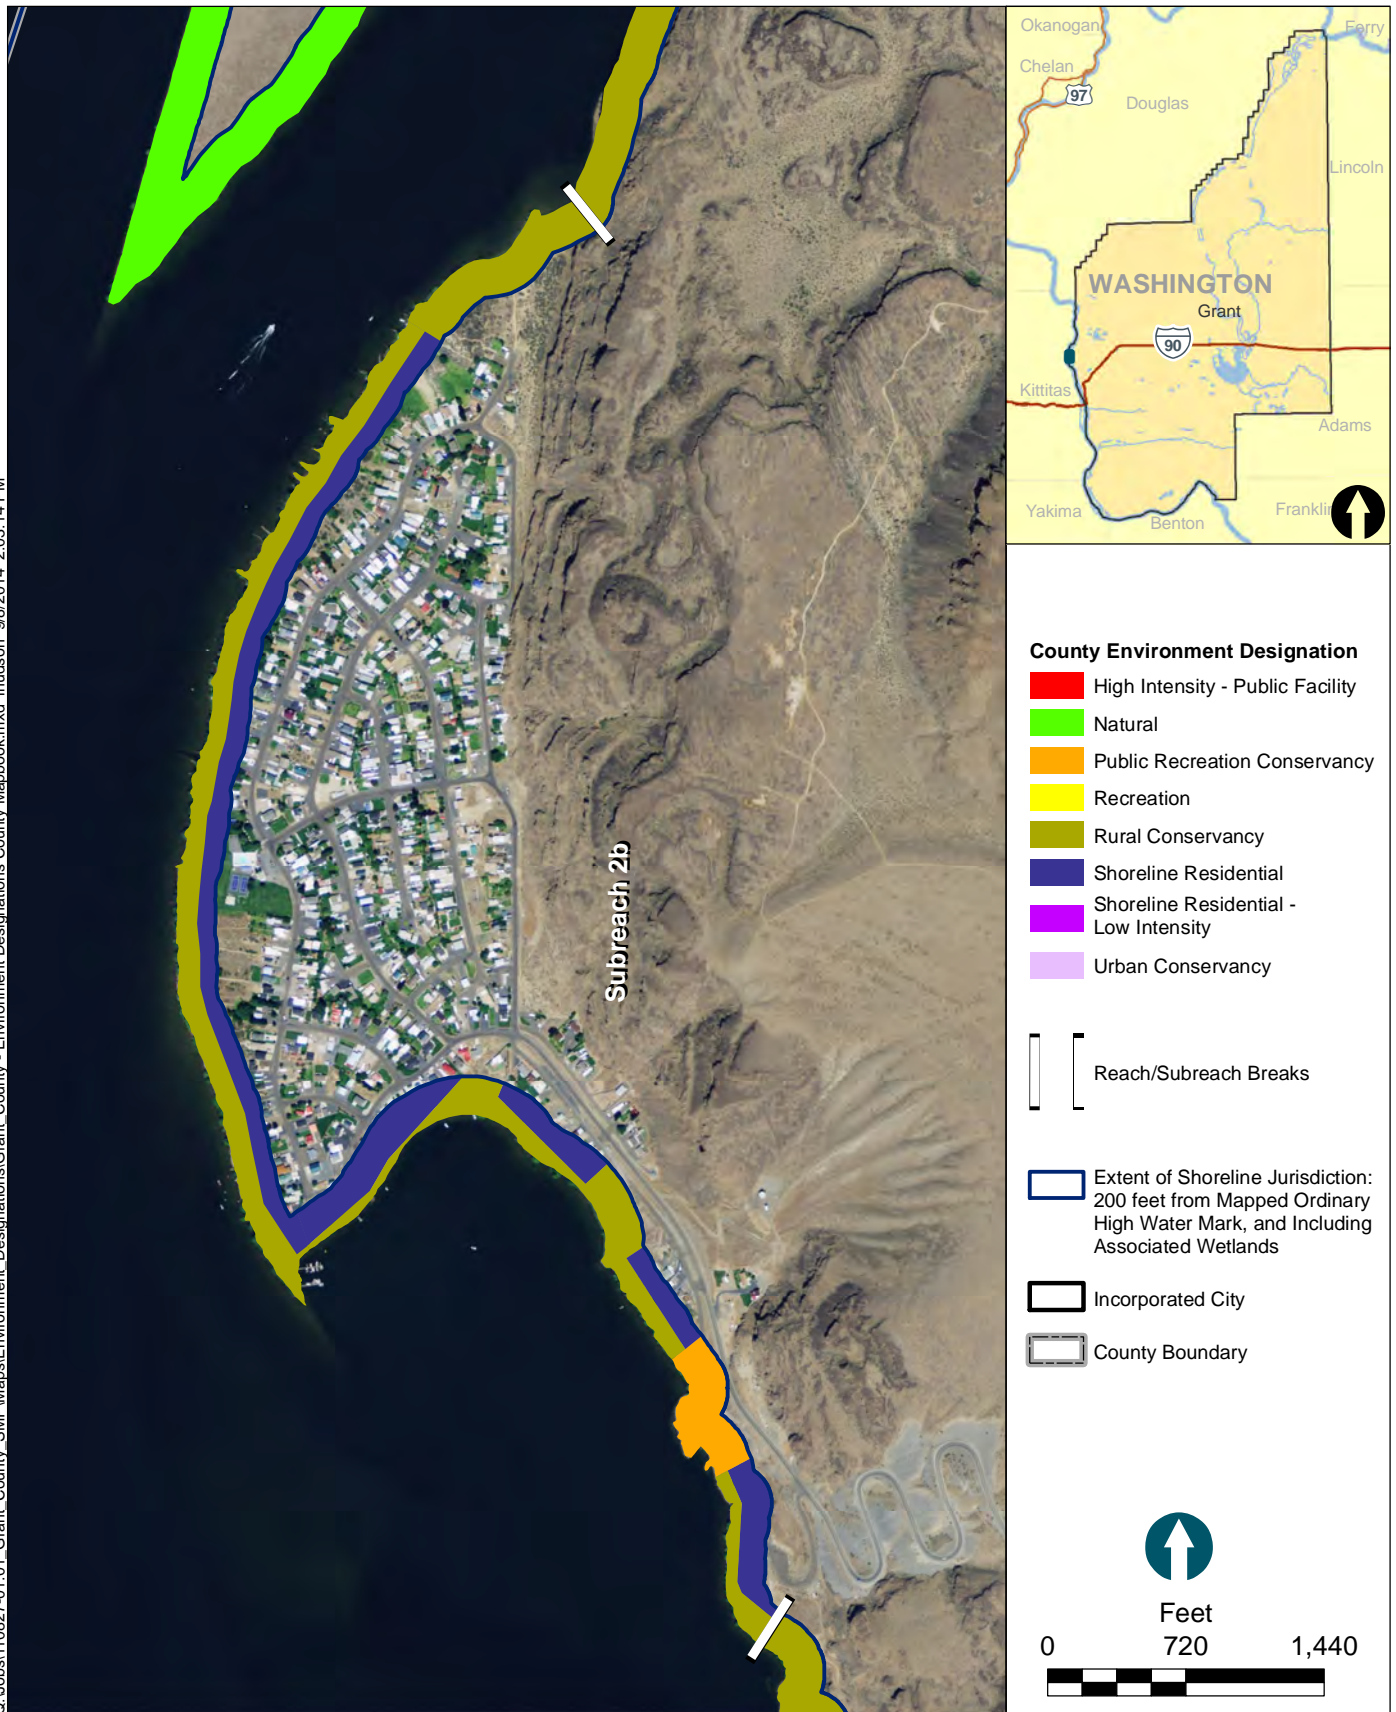 Okanogan
Ferry
Chelan
97
Douglas
Lincoln
WASHINGTON
Grant
90
Kittitas
Adams
Yakima
Benton
Franklin
Subreach 2b
County Environment Designation
High Intensity - Public Facility
Natural
Public Recreation Conservancy
Recreation
Rural Conservancy
Shoreline Residential
Shoreline Residential -
Low Intensity
Urban Conservancy
Reach/Subreach Breaks
Extent of Shoreline Jurisdiction:
200 feet from Mapped Ordinary
High Water Mark, and Including
Associated Wetlands
Incorporated City
County Boundary
Feet
0 720 1,440